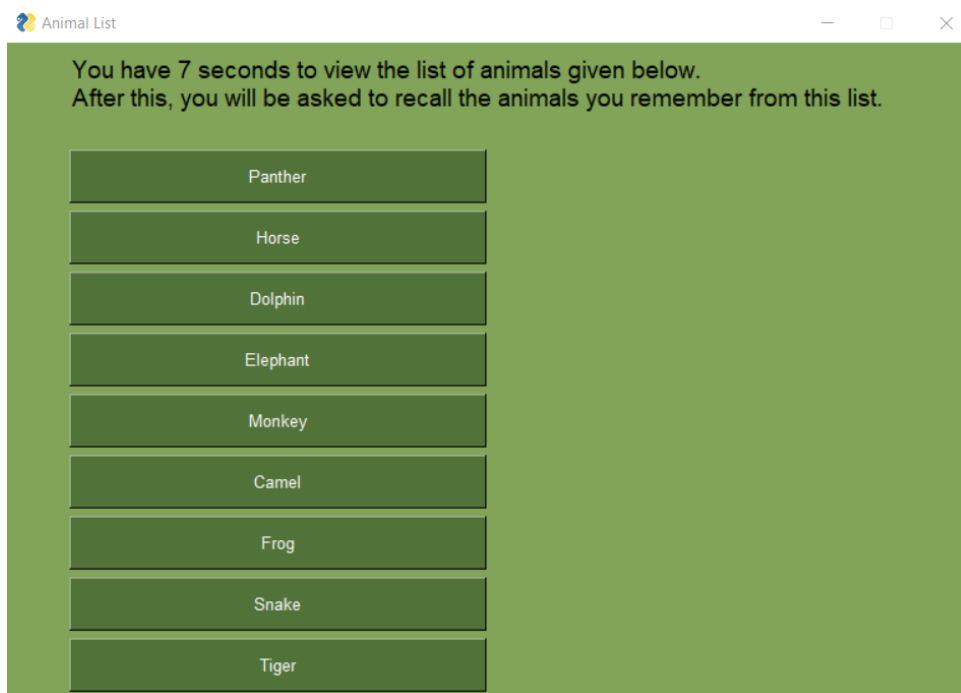 Animal List
You have 7 seconds to view the list of animals given below.
After this, you will be asked to recall the animals you remember from this list.
Panther
Horse
Dolphin
Elephant
Monkey
Camel
Frog
Snake
Tiger